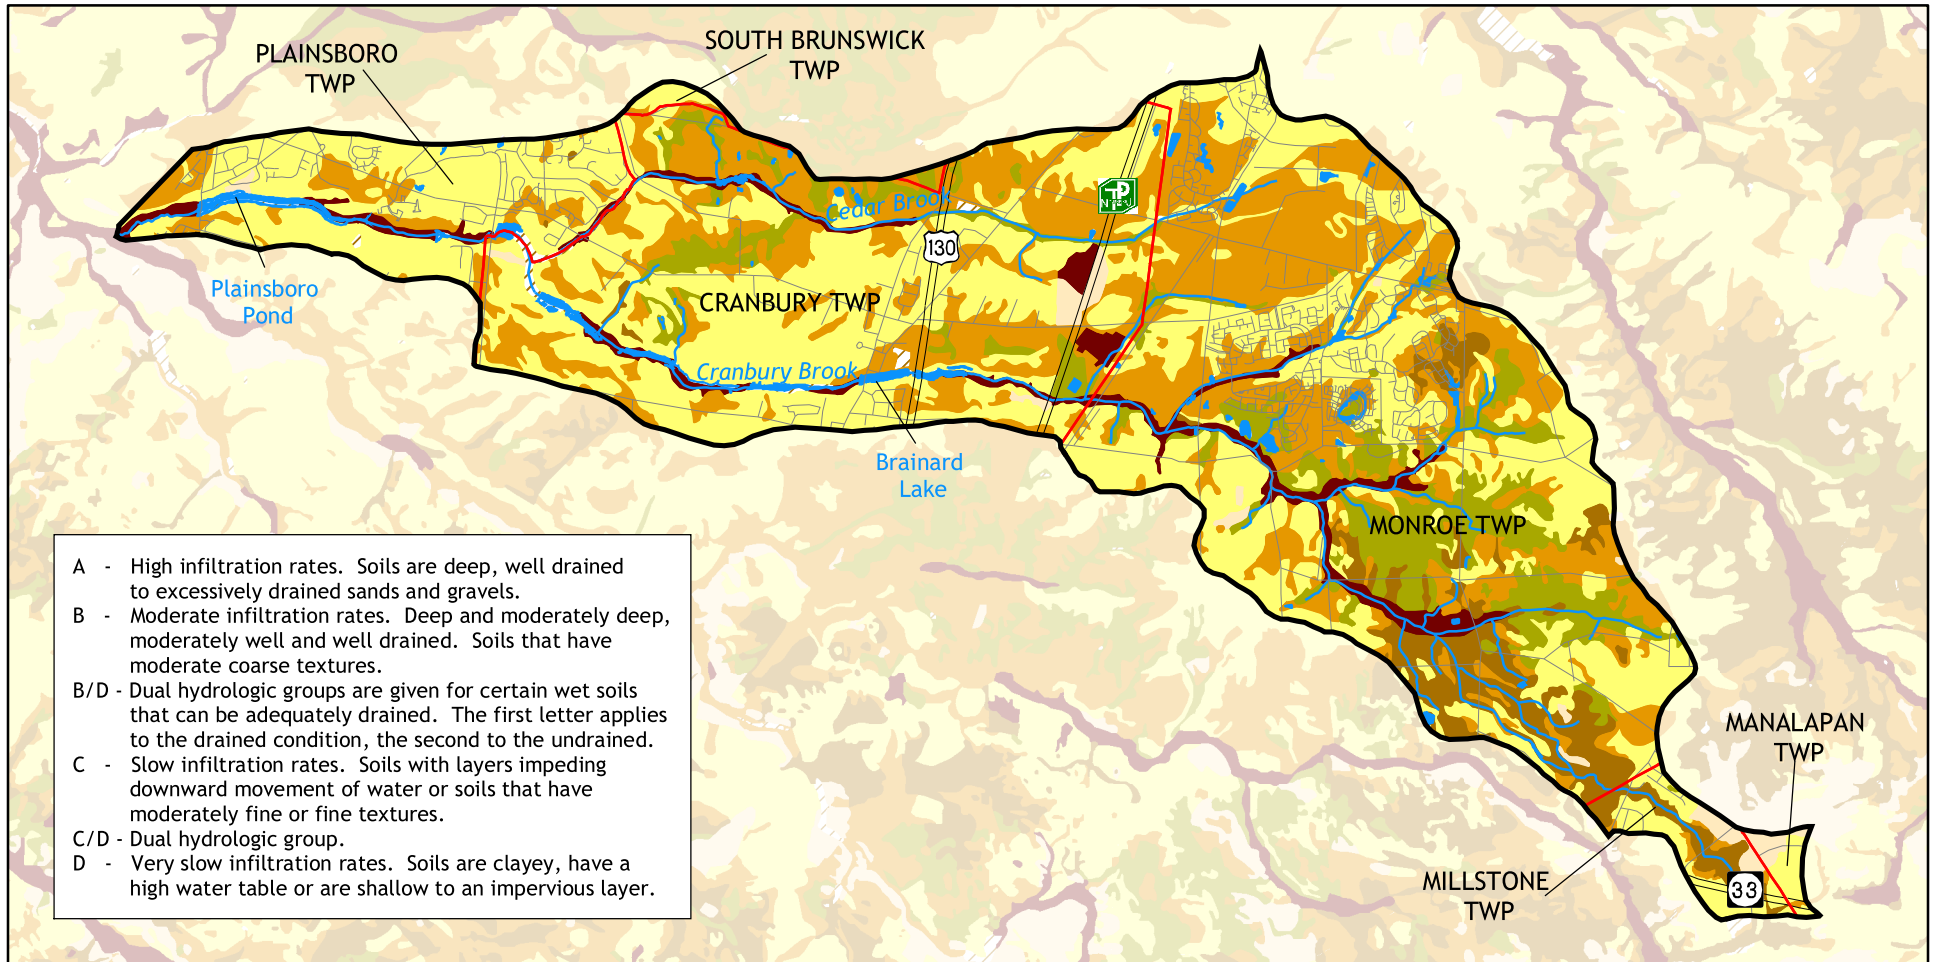 PLAINSBORO
TWP
SOUTH BRUNSWICK
TWP
Cedar Brook
130
Plainsboro
Pond
CRANBURY TWP
Cranbury Brook
Brainard
Lake
MONROE TWP
MANALAPAN
TWP
MILLSTONE
TWP
33
A - High infiltration rates. Soils are deep, well drained
to excessively drained sands and gravels.
B - Moderate infiltration rates. Deep and moderately deep,
moderately well and well drained. Soils that have
moderate coarse textures.
B/D - Dual hydrologic groups are given for certain wet soils
that can be adequately drained. The first letter applies
to the drained condition, the second to the undrained.
C - Slow infiltration rates. Soils with layers impeding
downward movement of water or soils that have
moderately fine or fine textures.
C/D - Dual hydrologic group.
D - Very slow infiltration rates. Soils are clayey, have a
high water table or are shallow to an impervious layer.